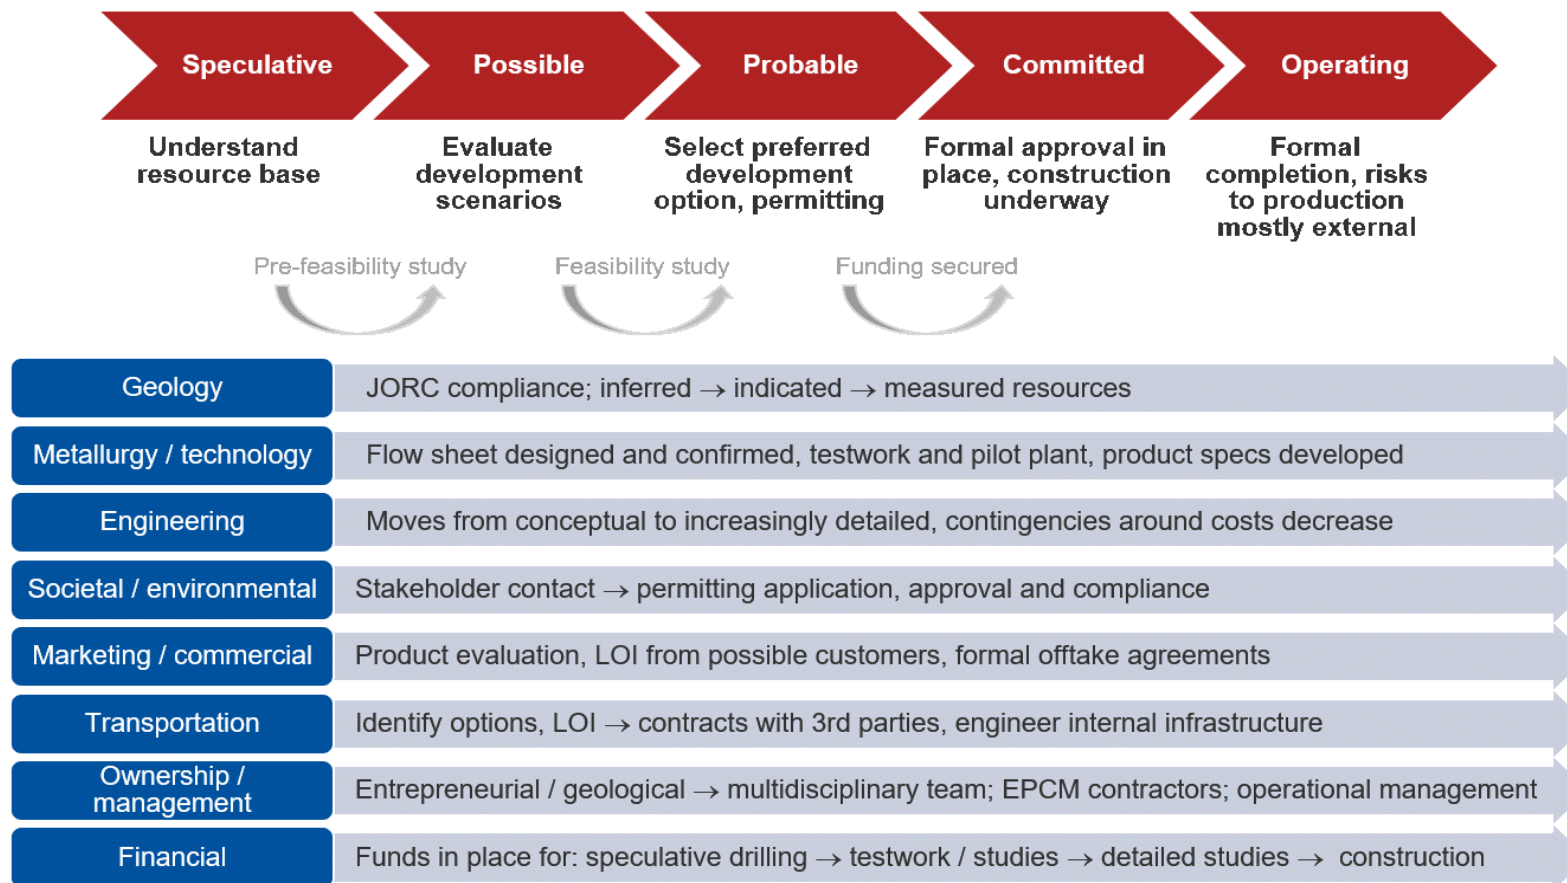 Speculative
Possible
Probable
Committed
Operating
Understand
resource base
Evaluate
development
scenarios
Select preferred
development
option, permitting
Formal approval in
place, construction
underway
Formal
completion, risks
to production
mostly external
Pre-feasibility study
Feasibility study
Funding secured
Geology
JORC compliance; inferred → indicated → measured resources
Metallurgy / technology
Flow sheet designed and confirmed, testwork and pilot plant, product specs developed
Engineering
Moves from conceptual to increasingly detailed, contingencies around costs decrease
Societal / environmental
Stakeholder contact → permitting application, approval and compliance
Marketing / commercial
Product evaluation, LOI from possible customers, formal offtake agreements
Transportation
Identify options, LOI → contracts with 3rd parties, engineer internal infrastructure
Ownership /
management
Entrepreneurial / geological → multidisciplinary team; EPCM contractors; operational management
Financial
Funds in place for: speculative drilling → testwork / studies → detailed studies → construction